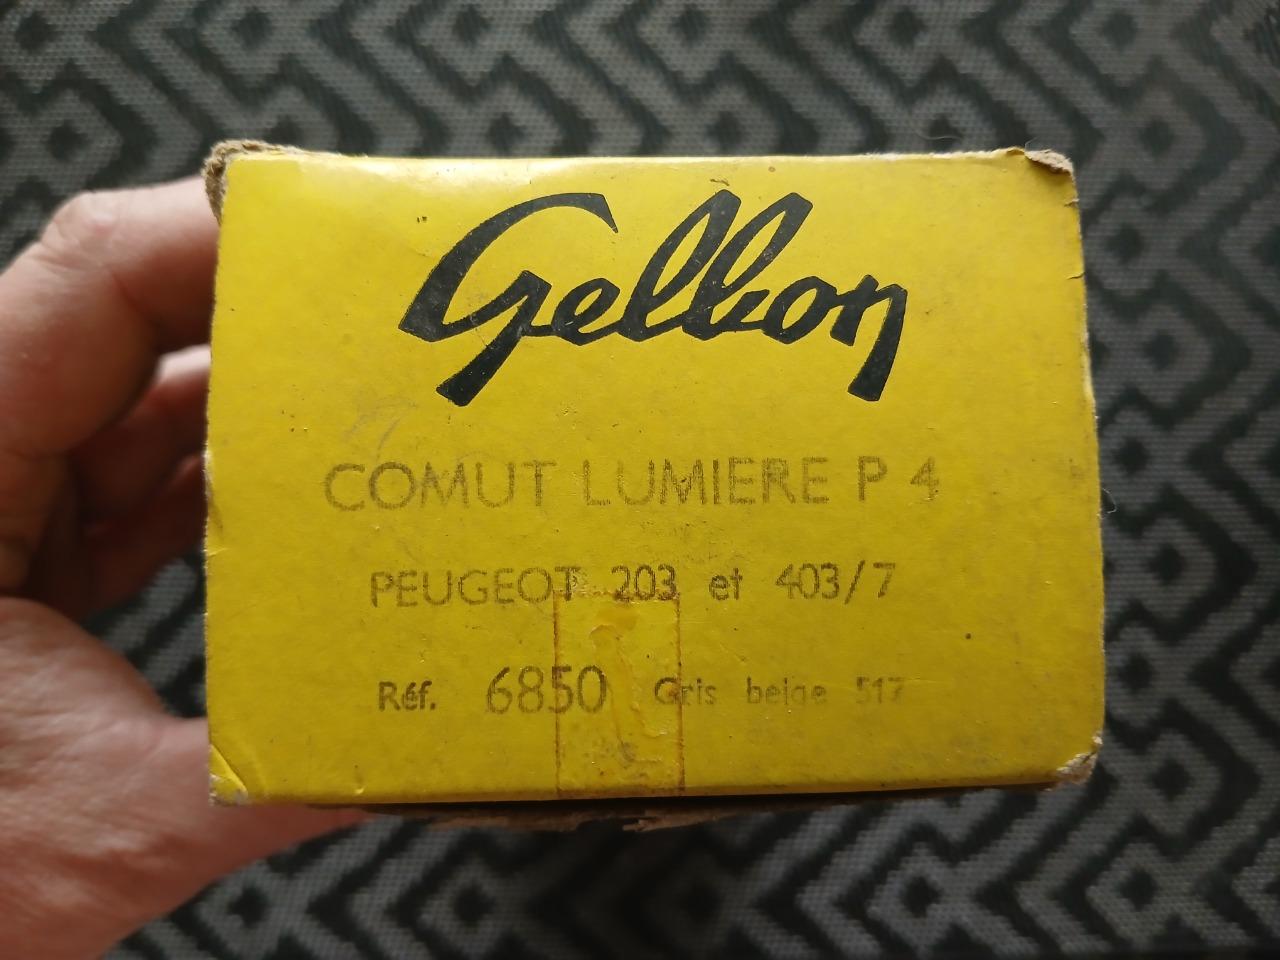 Gelbon
COMUT LUMIERE P 4
PEUGEOT 203 et 403/7
Réf. 6850 Gris beige 517